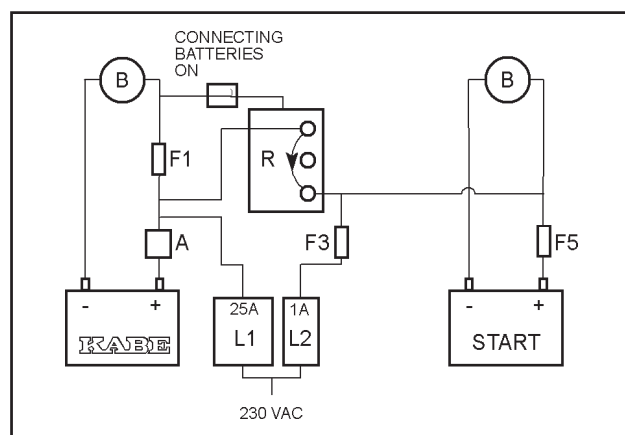 CONNECTING
BATTERIES
ON
B
B
F1
R
A
F3
F5
- +
KABE
25A
L1
1A
L2
- +
START
230 VAC